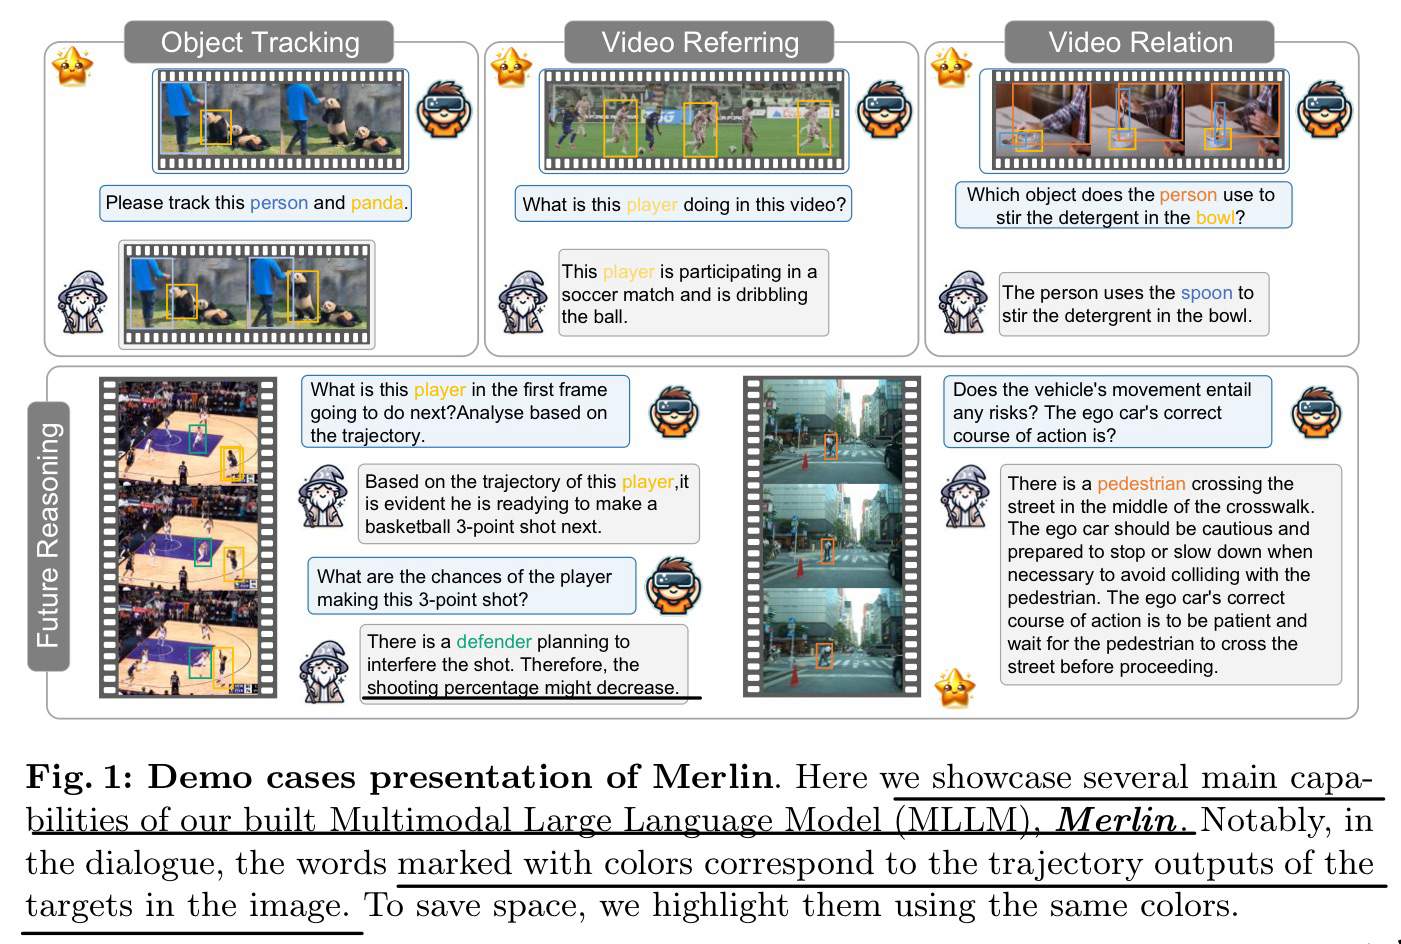 Object Tracking
Please track this person and panda.
Video Referring
What is this player doing in this video?
This player is participating in a
soccer match and is dribbling
the ball.
Video Relation
Which object does the person use to
stir the detergent in the bowl?
The person uses the spoon to
stir the detergrent in the bowl.
Future Reasoning
What is this player in the first frame
going to do next?Analyse based on
the trajectory.
Based on the trajectory of this player,it
is evident he is readying to make a
basketball 3-point shot next.
What are the chances of the player
making this 3-point shot?
There is a defender planning to
interfere the shot. Therefore, the
shooting percentage might decrease.
Does the vehicle's movement entail
any risks? The ego car's correct
course of action is?
There is a pedestrian crossing the
street in the middle of the crosswalk.
The ego car should be cautious and
prepared to stop or slow down when
necessary to avoid colliding with the
pedestrian. The ego car's correct
course of action is to be patient and
wait for the pedestrian to cross the
street before proceeding.
Fig. 1: Demo cases presentation of Merlin. Here we showcase several main capa-
bilities of our built Multimodal Large Language Model (MLLM), Merlin. Notably, in
the dialogue, the words marked with colors correspond to the trajectory outputs of the
targets in the image. To save space, we highlight them using the same colors.